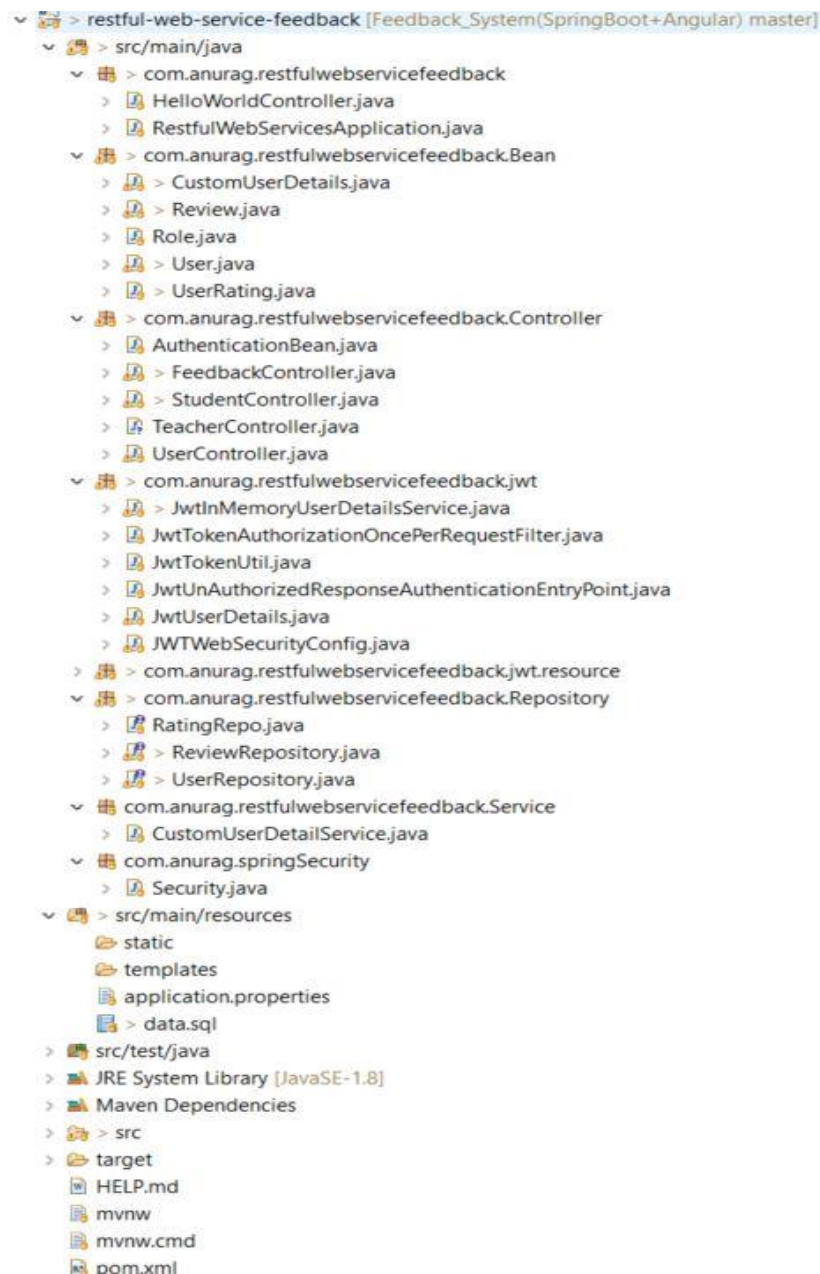 > restful-web-service-feedback [Feedback_System(SpringBoot+Angular) master]
> src/main/java
> com.anurag.restfulwebservicefeedback
HelloWorldController.java
RestfulWebServicesApplication.java
> com.anurag.restfulwebservicefeedback.Bean
> CustomUserDetails.java
> Review.java
Role.java
> User.java
> UserRating.java
> com.anurag.restfulwebservicefeedback.Controller
AuthenticationBean.java
> FeedbackController.java
> StudentController.java
TeacherController.java
UserController.java
> com.anurag.restfulwebservicefeedback.jwt
> JwtInMemoryUserDetailsService.java
JwtTokenAuthorizationOncePerRequestFilter.java
JwtTokenUtil.java
JwtUnAuthorizedResponseAuthenticationEntryPoint.java
JwtUserDetails.java
JWTWebSecurityConfig.java
> com.anurag.restfulwebservicefeedback.jwt.resource
> com.anurag.restfulwebservicefeedback.Repository
RatingRepo.java
> ReviewRepository.java
> UserRepository.java
com.anurag.restfulwebservicefeedback.Service
CustomUserDetailService.java
com.anurag.springSecurity
Security.java
> src/main/resources
static
templates
application.properties
> data.sql
src/test/java
JRE System Library [JavaSE-1.8]
Maven Dependencies
> src
target
HELP.md
mvnw
mvnw.cmd
pom.xml